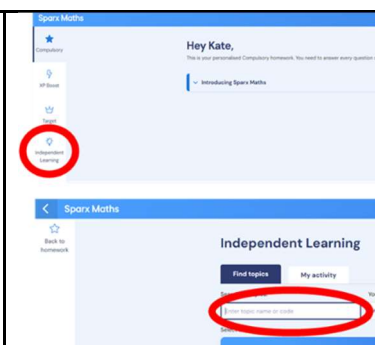 Sparx Maths
Compulsory
Hey Kate,
This is your personalised Compulsory homework. You need to answer every question
Introducing Sparx Maths
XP Boost
Target
Independent
Learning
Sparx Maths
Back to
homework
Independent Learning
Find topics
My activity
Enter topic name or code